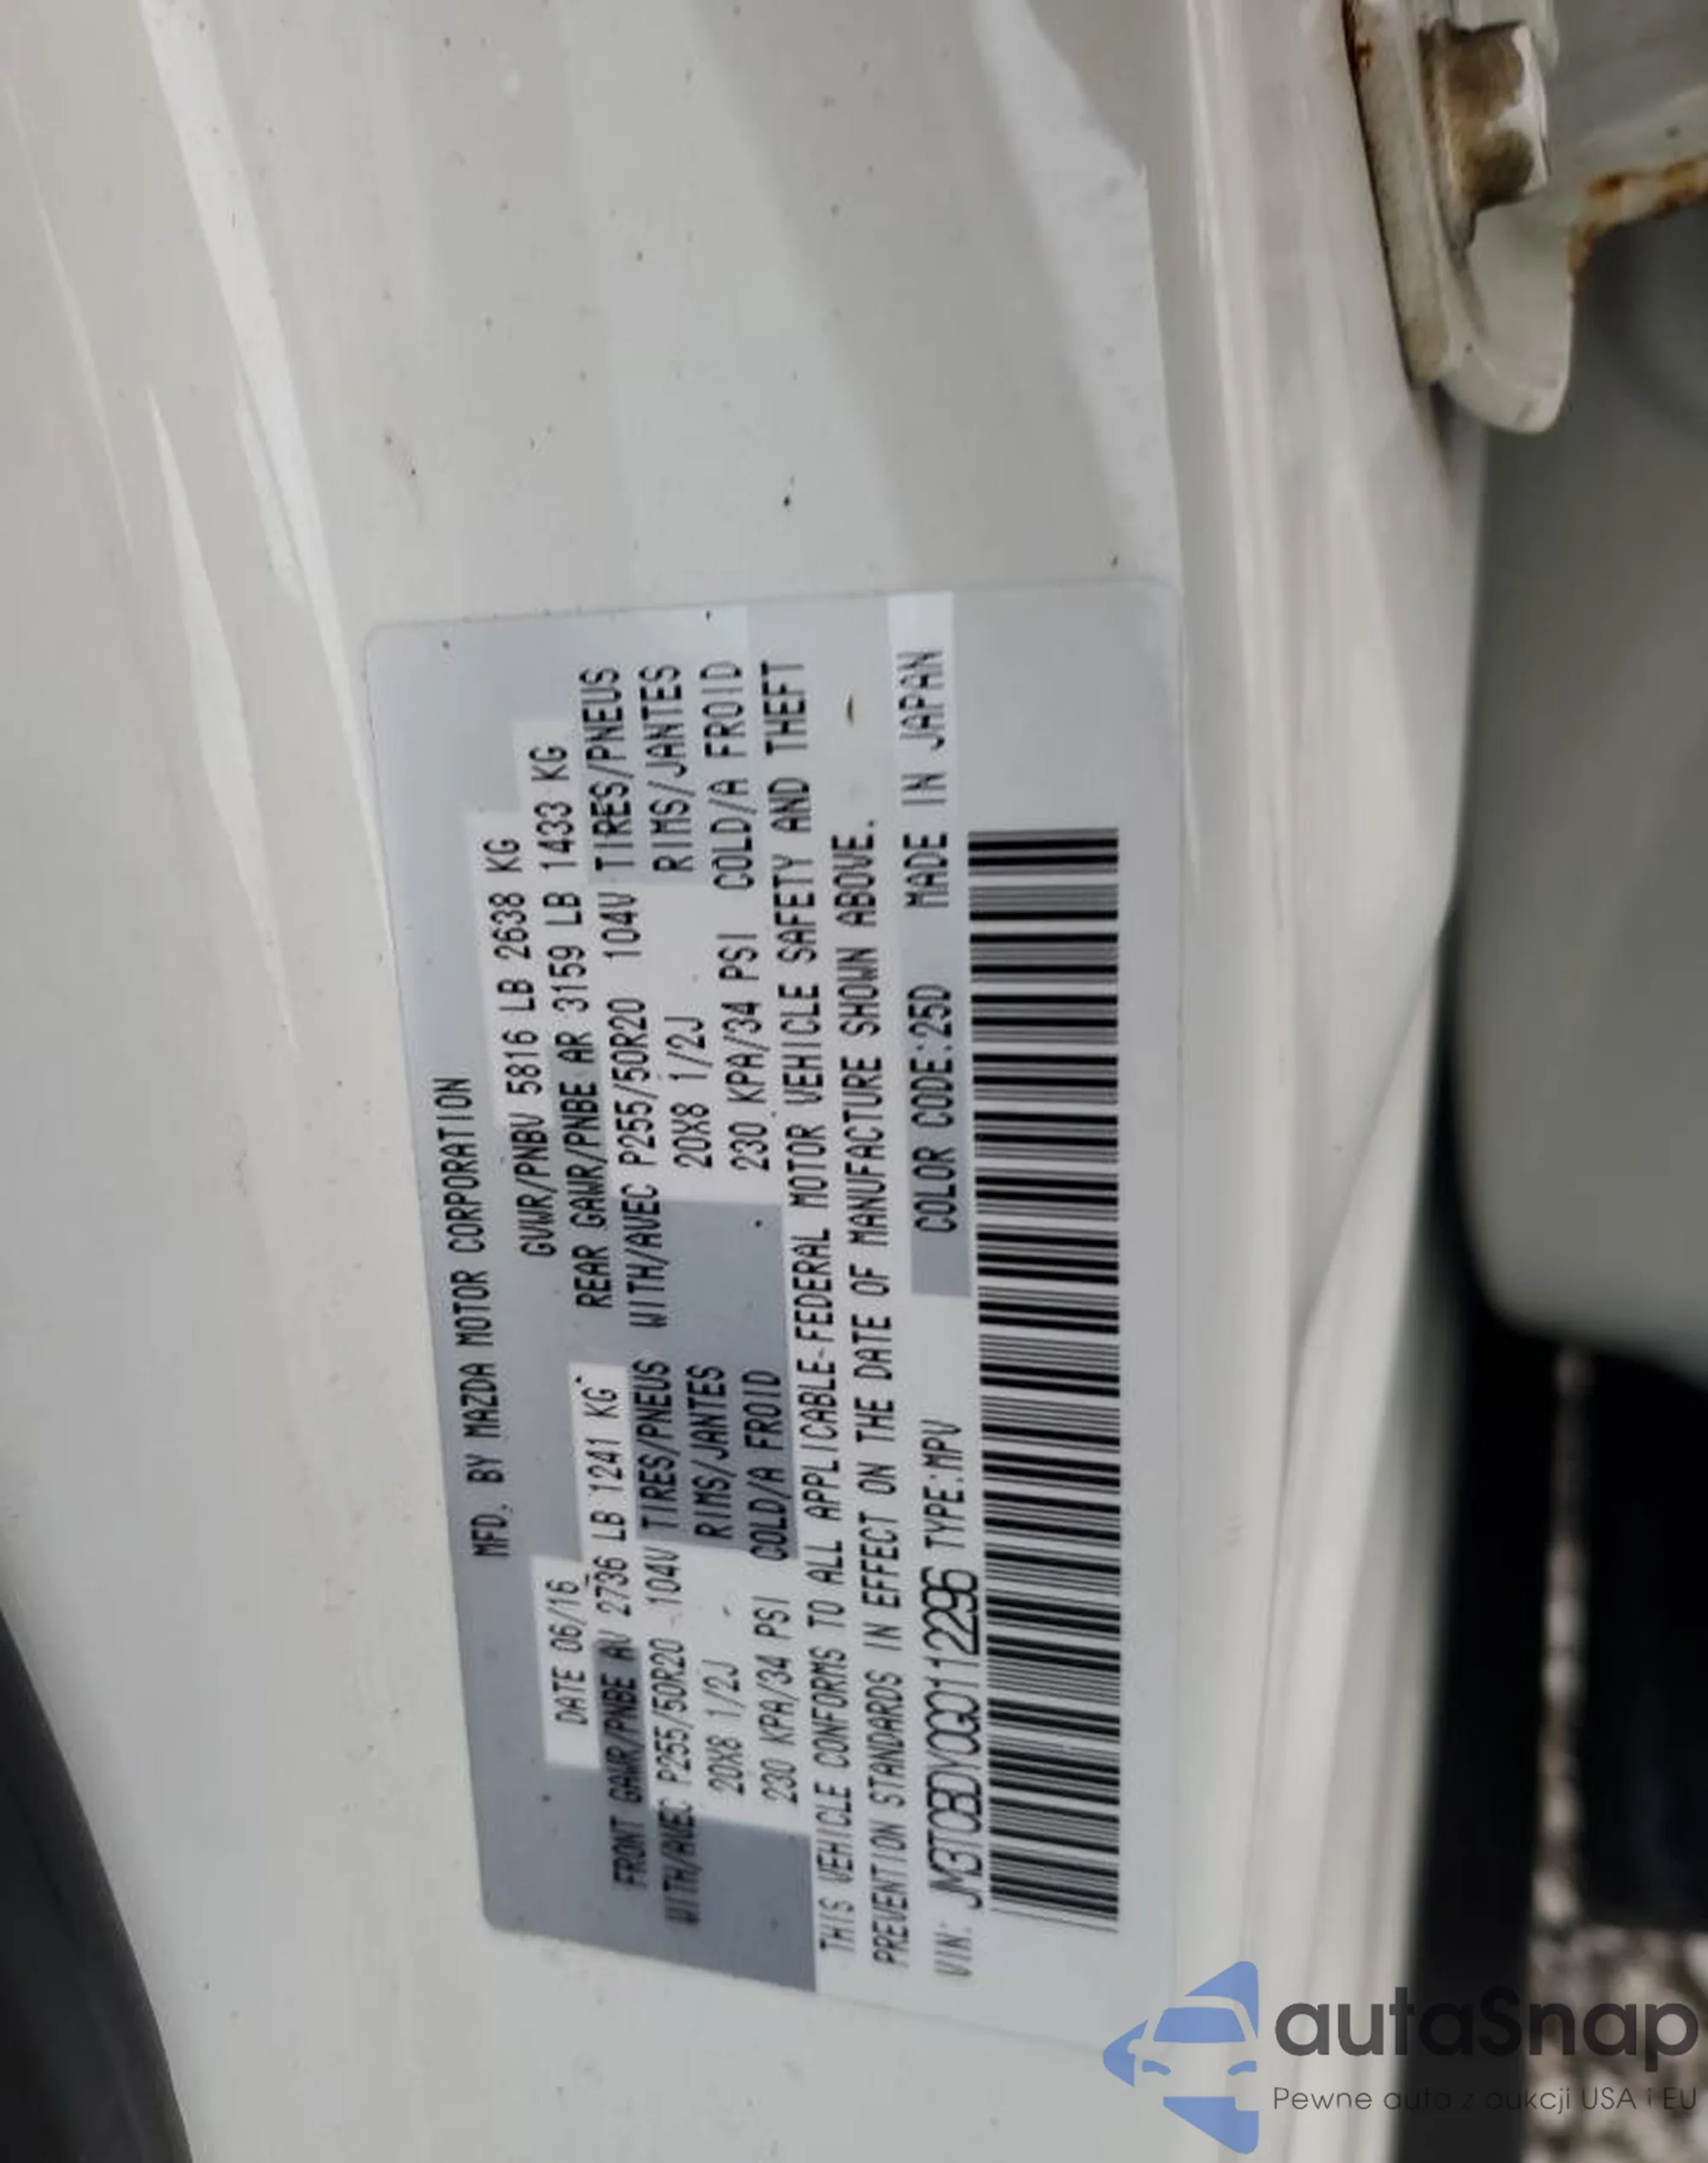 MFD. BY MAZDA MOTOR CORPORATION
DATE 06/16 GVWR/PNBV 5816 LB 2638 KG
FRONT GAWR/PNBE AV 2736 LB 1241 KG REAR GAWR/PNBE AR 3159 LB 1433 KG
WITH/AVEC P255/50R20 104V TIRES/PNEUS WITH/AVEC P255/50R20 104V TIRES/PNEUS
20X8 1/2J RIMS/JANTES 20X8 1/2J RIMS/JANTES
230 KPA/34 PSI COLD/A FROID 230 KPA/34 PSI COLD/A FROID
THIS VEHICLE CONFORMS TO ALL APPLICABLE-FEDERAL MOTOR VEHICLE SAFETY AND THEFT
PREVENTION STANDARDS IN EFFECT ON THE DATE OF MANUFACTURE SHOWN ABOVE.
VIN: JM3TCBDY0G0112296 TYPE:MPV COLOR CODE:25D MADE IN JAPAN
autaSnap
Pewne auta z aukcji USA i EU